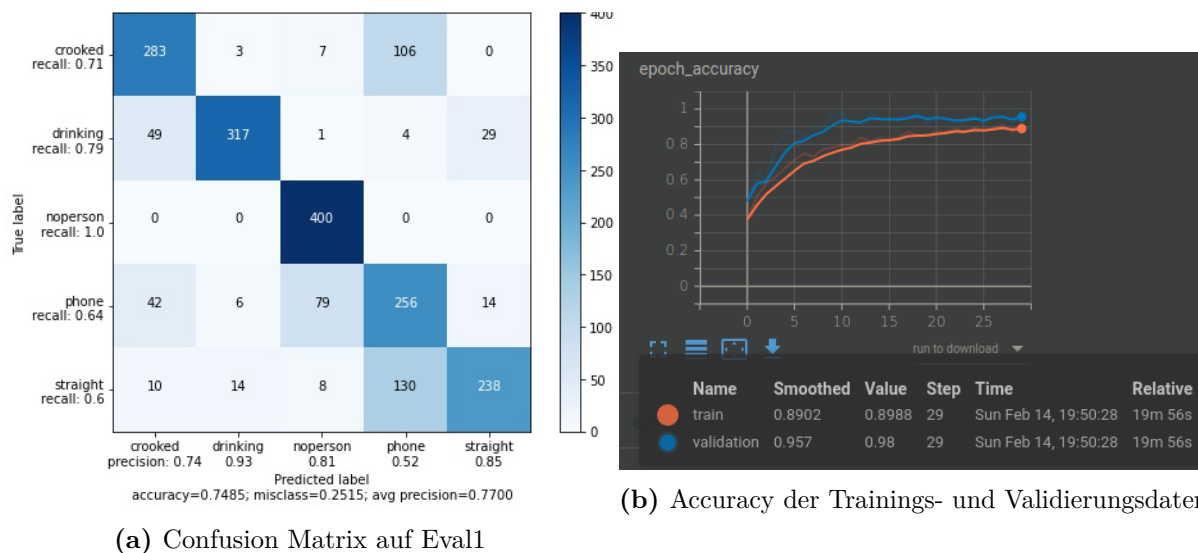 400
crooked
recall: 0.71
283 3 7 106 0
350
drinking
recall: 0.79
49 317 1 4 29
300
250
True label
noperson
recall: 1.0
0 0 400 0 0
200
150
phone
recall: 0.64
42 6 79 256 14
100
straight
recall: 0.6
10 14 8 130 238
50
0
crooked drinking noperson phone straight
precision: 0.74 0.93 0.81 0.52 0.85
Predicted label
accuracy=0.7485; misclass=0.2515; avg precision=0.7700
(a) Confusion Matrix auf Eval1
epoch_accuracy
1
0.8
0.6
0.4
0.2
0
0 5 10 15 20 25
run to download
Name Smoothed Value Step Time Relative
train 0.8902 0.8988 29 Sun Feb 14, 19:50:28 19m 56s
validation 0.957 0.98 29 Sun Feb 14, 19:50:28 19m 56s
(b) Accuracy der Trainings- und Validierungsdaten